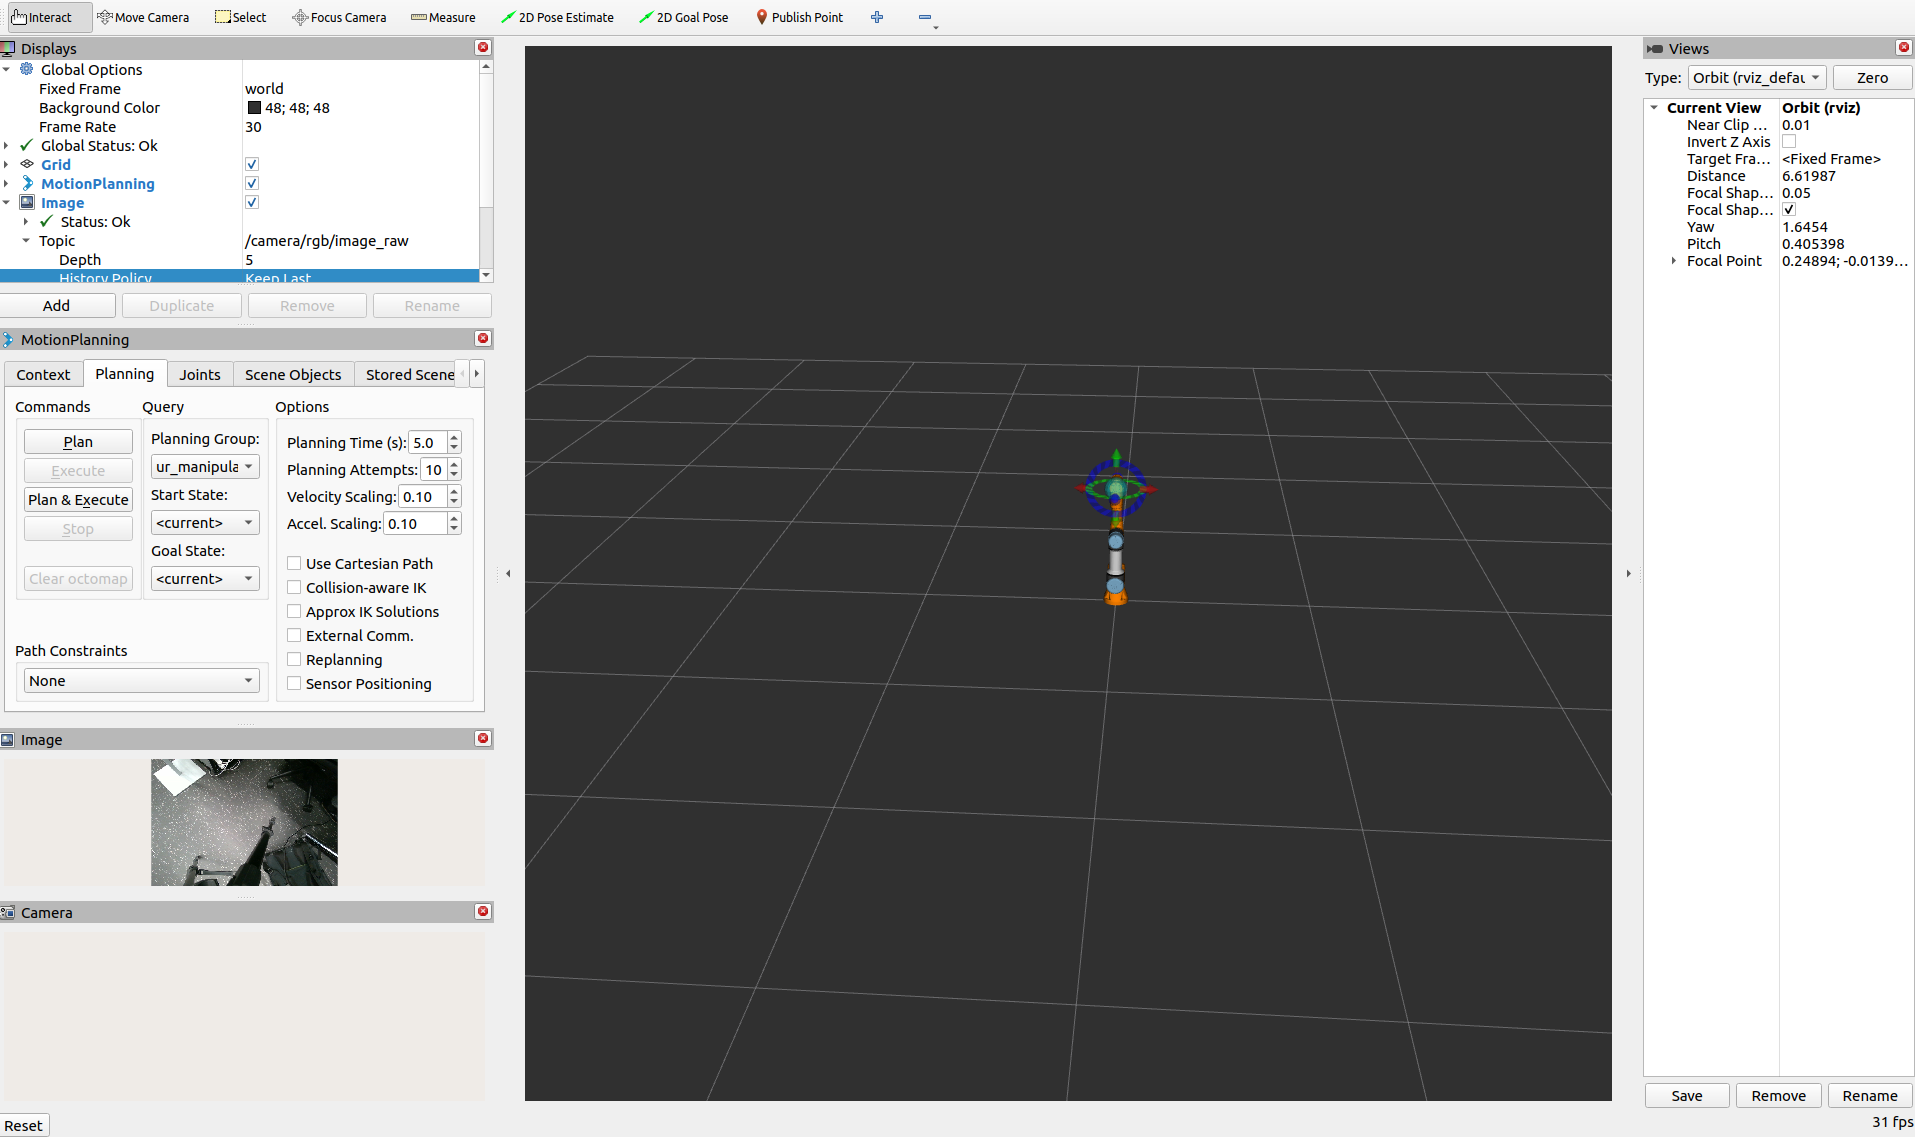 Interact Move Camera Select Focus Camera Measure 2D Pose Estimate 2D Goal Pose Publish Point
Displays
Global Options
Fixed Frame world
Background Color 48; 48; 48
Frame Rate 30
Global Status: Ok
Grid
MotionPlanning
Image
Status: Ok
Topic /camera/rgb/image_raw
Depth 5
History Policy Keep Last
Add Duplicate Remove Rename
MotionPlanning
Context Planning Joints Scene Objects Stored Scene
Commands Query Options
Plan
Execute
Plan & Execute
Stop
Clear octomap
Planning Group:
ur_manipula
Start State:
<current>
Goal State:
<current>
Planning Time (s): 5.0
Planning Attempts: 10
Velocity Scaling: 0.10
Accel. Scaling: 0.10
Use Cartesian Path
Collision-aware IK
Approx IK Solutions
External Comm.
Replanning
Sensor Positioning
Path Constraints
None
Image
Camera
Reset
Views
Type: Orbit (rviz_defau Zero
Current View Orbit (rviz)
Near Clip ... 0.01
Invert Z Axis
Target Fra... <Fixed Frame>
Distance 6.61987
Focal Shap... 0.05
Focal Shap...
Yaw 1.6454
Pitch 0.405398
Focal Point 0.24894; -0.0139...
Save Remove Rename
31 fps